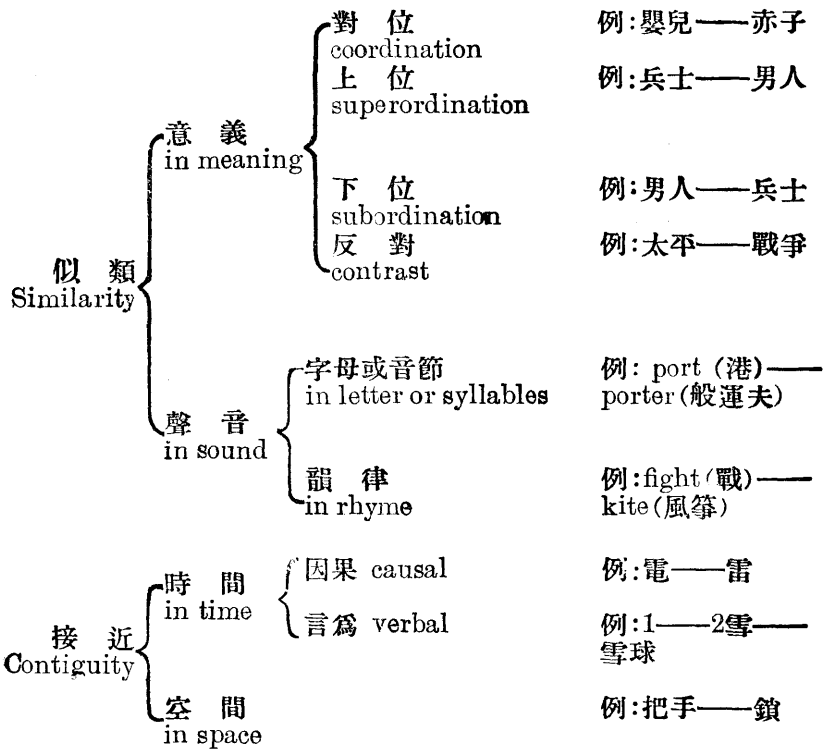 對位 例:嬰兒——赤子
coordination
上位 例:兵士——男人
superordination
意義
in meaning
下位 例:男人——兵士
subordination
反對 例:太平——戰爭
contrast
似類
Similarity
字母或音節 例: port (港)——
in letter or syllables porter(般運夫)
聲音
in sound
韻律 例:fight(戰)——
in rhyme kite(風箏)
因果 causal 例:電——雷
時間
in time
言爲 verbal 例:1——2雪——
雪球
接近
Contiguity
空間 例:把手——鎖
in space